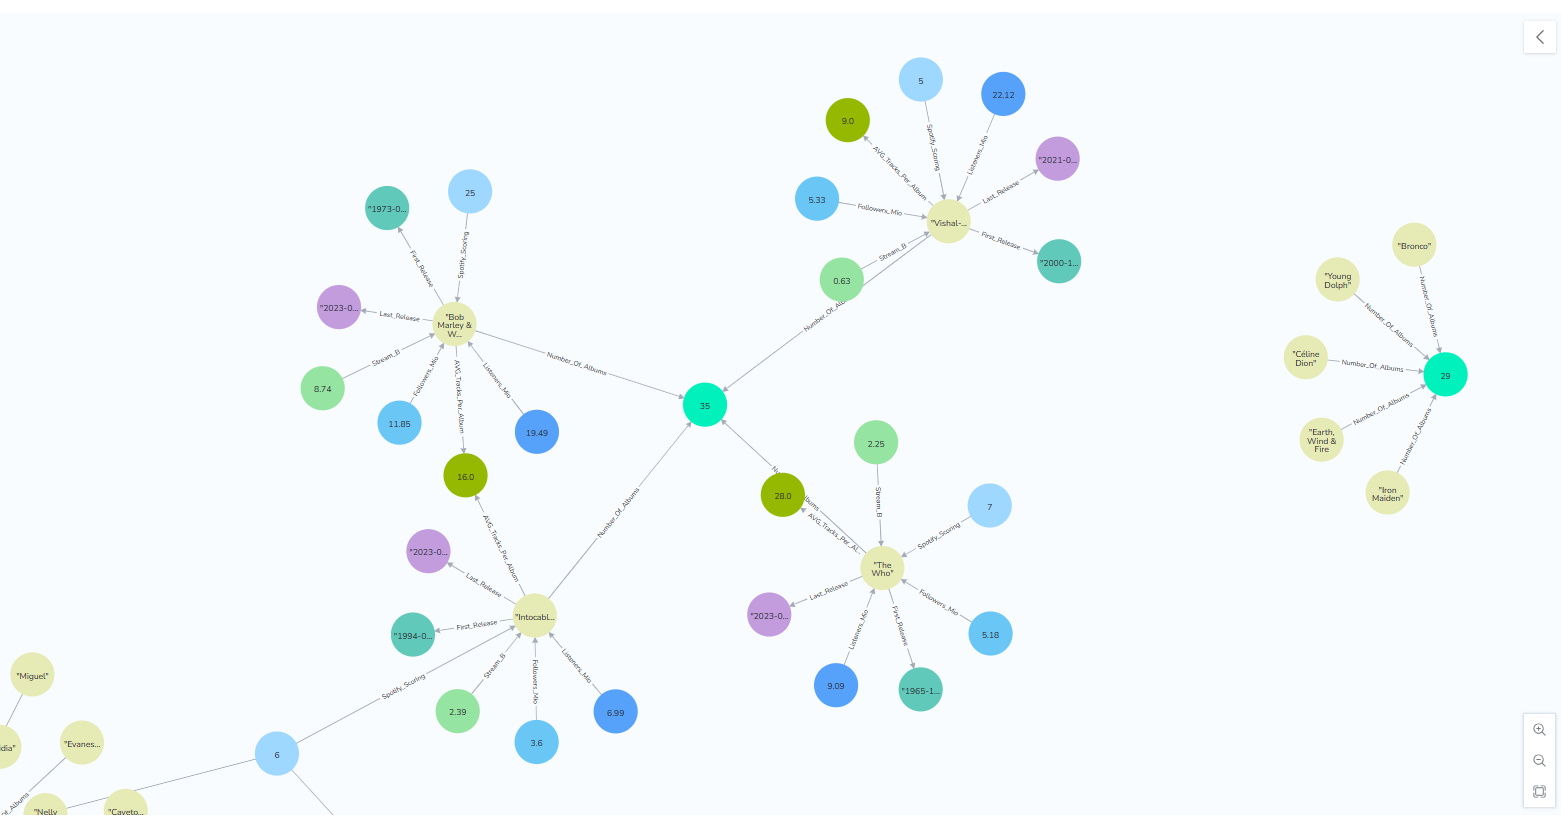 5
22.12
9.0
Spotify_Scoring
Listeners_Mio
AVG_Tracks_Per_Album
"2021-0...
Last_Release
5.33
Followers_Mio
"Vishal-...
First_Release
"2000-1...
Stream_B
0.63
25
"1973-0...
First_Release
Spotify_Scoring
"2023-0...
Last_Release
"Bob
Marley &
W...
Stream_B
8.74
Followers_Mio
11.85
AVG_Tracks_Per_Album
Listeners_Mio
19.49
Number_Of_Albums
35
16.0
"Bronco"
"Young
Dolph"
Number_Of_Albums
Number_Of_Albums
"Céline
Dion"
Number_Of_Albums
29
"Earth,
Wind &
Fire
Number_Of_Albums
"Iron
Maiden"
Number_Of_Albums
2.25
28.0
Stream_B
7
Spotify_Scoring
AVG_Tracks_Per_Al...
"The
Who"
"2023-0...
Last_Release
Followers_Mio
5.18
Listeners_Mio
9.09
First_Release
"1965-1...
Number_Of_Albums
AVG_Tracks_Per_Album
"2023-0...
Last_Release
"1994-0...
First_Release
"Intocabl...
Stream_B
2.39
Followers_Mio
3.6
Listeners_Mio
6.99
Spotify_Scoring
6
"Miguel"
"Evanes...
"Nelly
"Caveto...